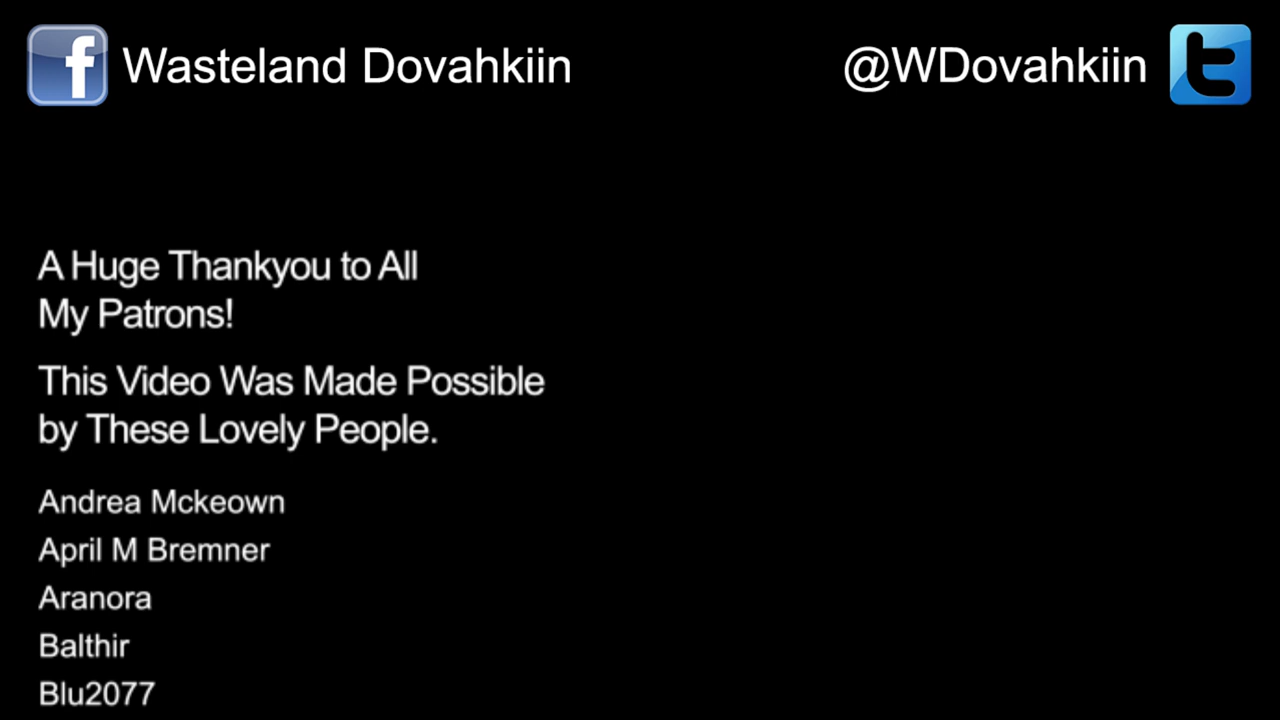 Wasteland Dovahkiin
@WDovahkiin
A Huge Thankyou to All
My Patrons!
This Video Was Made Possible
by These Lovely People.
Andrea Mckeown
April M Bremner
Aranora
Balthir
Blu2077